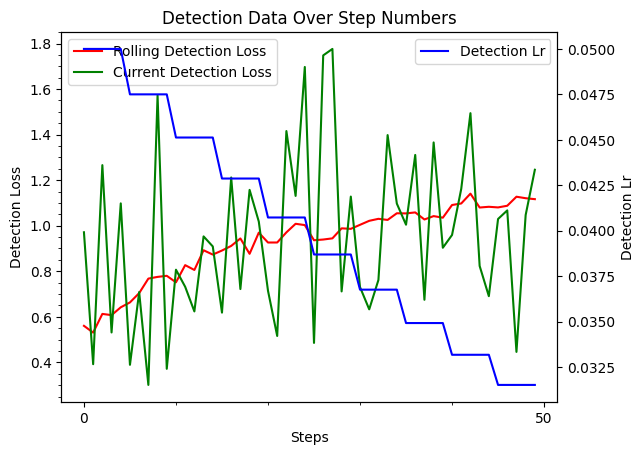 Detection Data Over Step Numbers
Rolling Detection Loss
Current Detection Loss
Detection Lr
1.8
1.6
1.4
1.2
1.0
0.8
0.6
0.4
Detection Loss
0.0500
0.0475
0.0450
0.0425
0.0400
0.0375
0.0350
0.0325
Detection Lr
0
50
Steps